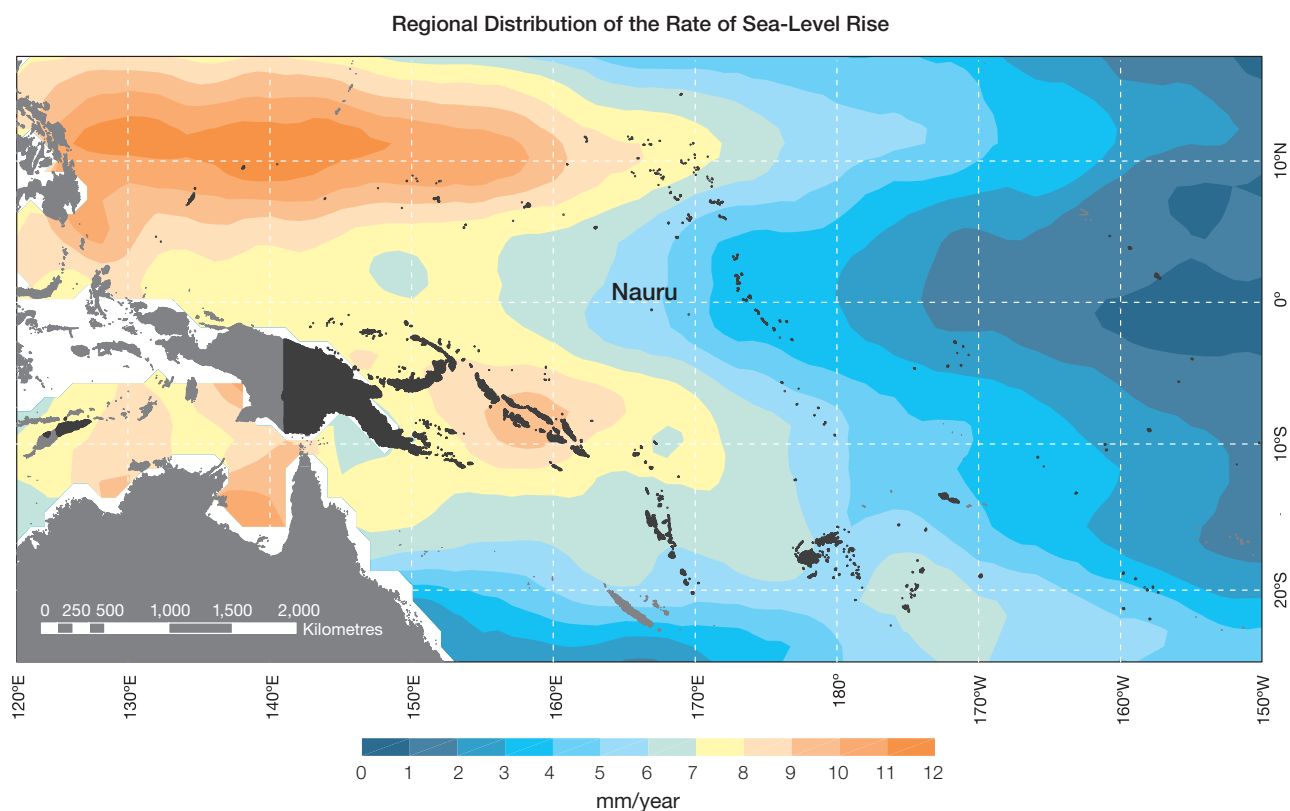 Regional Distribution of the Rate of Sea-Level Rise
Nauru
10°N
0°
10°S
20°S
0 250 500 1,000 1,500 2,000
Kilometres
120°E 130°E 140°E 150°E 160°E 170°E 180° 170°W 160°W 150°W
0 1 2 3 4 5 6 7 8 9 10 11 12
mm/year